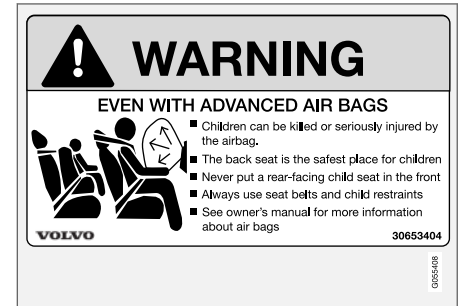 WARNING
EVEN WITH ADVANCED AIR BAGS
■ Children can be killed or seriously injured by
the airbag.
■ The back seat is the safest place for children
■ Never put a rear-facing child seat in the front
■ Always use seat belts and child restraints
■ See owner's manual for more information
about air bags
VOLVO
30653404
G055408